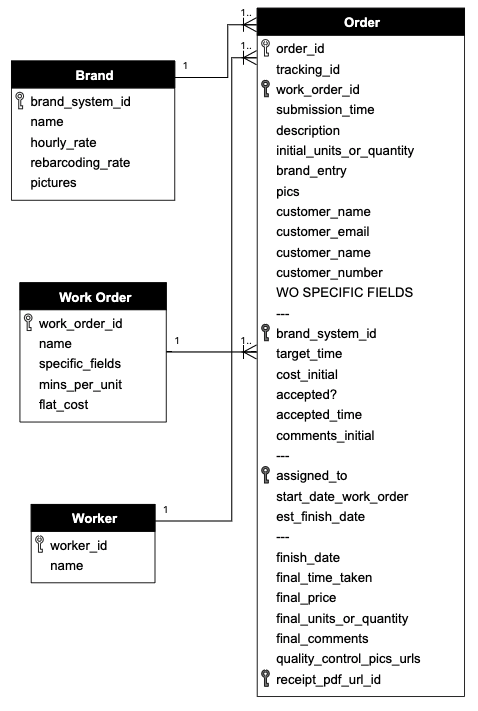 Brand
brand_system_id
name
hourly_rate
rebarcoding_rate
pictures
1
1..
Work Order
work_order_id
name
specific_fields
mins_per_unit
flat_cost
1
1..
Worker
worker_id
name
1
1..
Order
order_id
tracking_id
work_order_id
submission_time
description
initial_units_or_quantity
brand_entry
pics
customer_name
customer_email
customer_name
customer_number
WO SPECIFIC FIELDS
---
brand_system_id
target_time
cost_initial
accepted?
accepted_time
comments_initial
---
assigned_to
start_date_work_order
est_finish_date
---
finish_date
final_time_taken
final_price
final_units_or_quantity
final_comments
quality_control_pics_urls
receipt_pdf_url_id